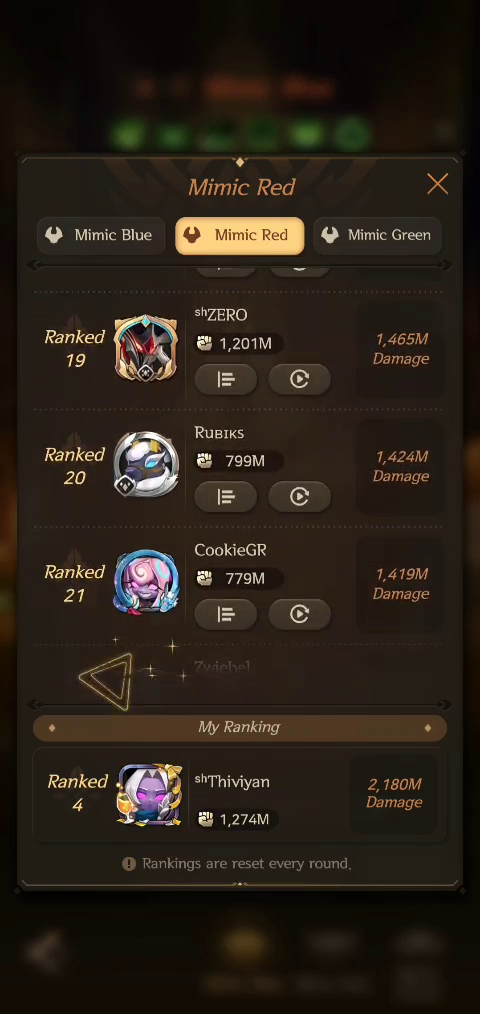 Mimic Red
Mimic Blue
Mimic Red
Mimic Green
Ranked
19
shZERO
1,201M
1,465M
Damage
Ranked
20
Rubiks
799M
1,424M
Damage
Ranked
21
CookieGR
779M
1,419M
Damage
Zwiebel
My Ranking
Ranked
4
shThiviyan
1,274M
2,180M
Damage
Rankings are reset every round.